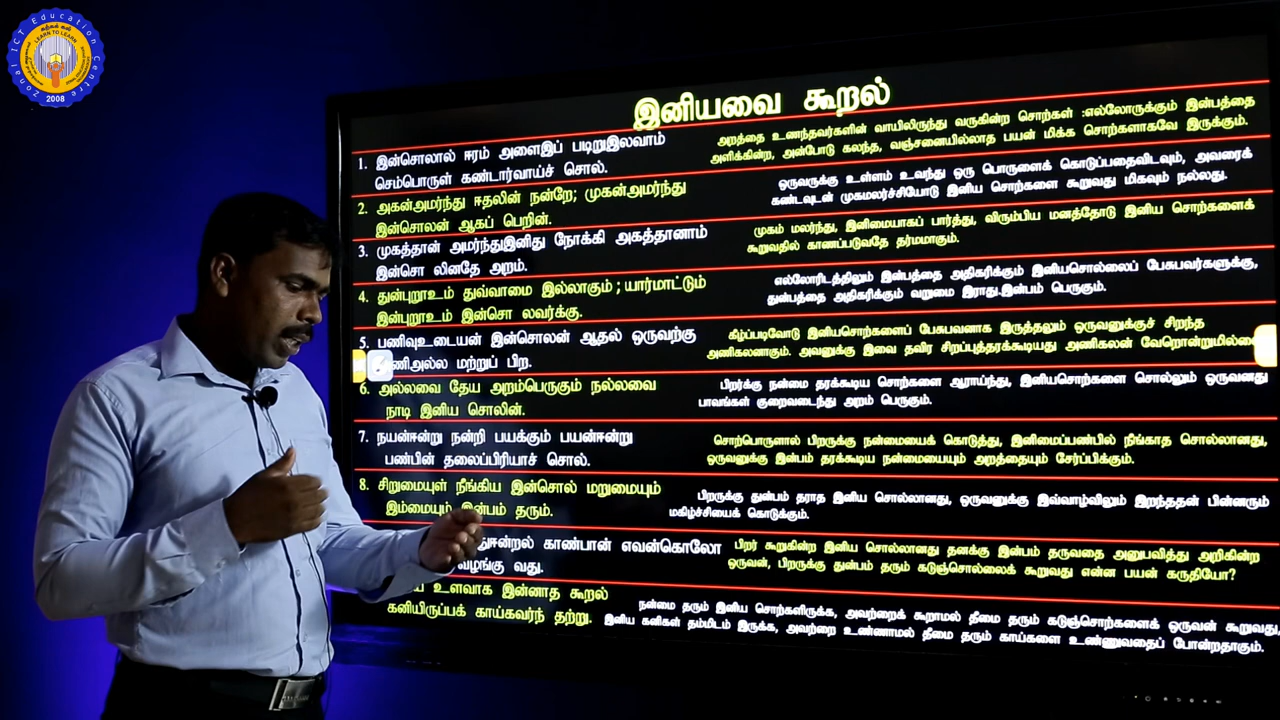 Zonal ICT Education Centre
கற்கக் கல்
LEARN TO LEARN
2008
இனியவை கூறல்
1. இன்சொலால் ஈரம் அளைஇப் படிறுஇலவாம்
செம்பொருள் கண்டார்வாய்ச் சொல்.
அறத்தை உணந்தவர்களின் வாயிலிருந்து வருகின்ற சொற்கள் :எல்லோருக்கும் இன்பத்தை
அளிக்கின்ற, அன்போடு கலந்த, வஞ்சனையில்லாத பயன் மிக்க சொற்களாகவே இருக்கும்.
2. அகன்அமர்ந்து ஈதலின் நன்றே; முகன்அமர்ந்து
இன்சொலன் ஆகப் பெறின்.
ஒருவருக்கு உள்ளம் உவந்து ஒரு பொருளைக் கொடுப்பதைவிடவும், அவரைக்
கண்டவுடன் முகமலர்ச்சியோடு இனிய சொற்களை கூறுவது மிகவும் நல்லது.
3. முகத்தான் அமர்ந்துஇனிது நோக்கி அகத்தானாம்
இன்சொ லினதே அறம்.
முகம் மலர்ந்து, இனிமையாகப் பார்த்து, விரும்பிய மனத்தோடு இனிய சொற்களைக்
கூறுவதில் காணப்படுவதே தர்மமாகும்.
4. துன்புறூஉம் துவ்வாமை இல்லாகும் ; யார்மாட்டும்
இன்புறூஉம் இன்சொ லவர்க்கு.
எல்லோரிடத்திலும் இன்பத்தை அதிகரிக்கும் இனியசொல்லைப் பேசுபவர்களுக்கு,
துன்பத்தை அதிகரிக்கும் வறுமை இராது.இன்பம் பெருகும்.
5. பணிவுஉடையன் இன்சொலன் ஆதல் ஒருவற்கு
ணிஅல்ல மற்றுப் பிற.
கீழ்ப்படிவோடு இனியசொற்களைப் பேசுபவனாக இருத்தலும் ஒருவனுக்குச் சிறந்த
அணிகலனாகும். அவனுக்கு இவை தவிர சிறப்புத்தரக்கூடியது அணிகலன் வேறொன்றுமில்லை
6. அல்லவை தேய அறம்பெருகும் நல்லவை
நாடி இனிய சொலின்.
பிறர்க்கு நன்மை தரக்கூடிய சொற்களை ஆராய்ந்து, இனியசொற்களை சொல்லும் ஒருவனது
பாவங்கள் குறைவடைந்து அறம் பெருகும்.
7. நயன்ஈன்று நன்றி பயக்கும் பயன்ஈன்று
பண்பின் தலைப்பிரியாச் சொல்.
சொற்பொருளால் பிறருக்கு நன்மையைக் கொடுத்து, இனிமைப்பண்பில் நீங்காத சொல்லானது,
ஒருவனுக்கு இன்பம் தரக்கூடிய நன்மையையும் அறத்தையும் சேர்ப்பிக்கும்.
8. சிறுமையுள் நீங்கிய இன்சொல் மறுமையும்
இம்மையும் இன்பம் தரும்.
பிறருக்கு துன்பம் தராத இனிய சொல்லானது, ஒருவனுக்கு இவ்வாழ்விலும் இறந்ததன் பின்னரும்
மகிழ்ச்சியைக் கொடுக்கும்.
துஈன்றல் காண்பான் எவன்கொலோ
வழங்கு வது.
பிறர் கூறுகின்ற இனிய சொல்லானது தனக்கு இன்பம் தருவதை அனுபவித்து அறிகின்ற
ஒருவன், பிறருக்கு துன்பம் தரும் கடுஞ்சொல்லைக் கூறுவது என்ன பயன் கருதியோ?
ய உளவாக இன்னாத கூறல்
கனியிருப்பக் காய்கவர்ந் தற்று.
நன்மை தரும் இனிய சொற்களிருக்க, அவற்றைக் கூறாமல் தீமை தரும் கடுஞ்சொற்களைக் ஒருவன் கூறுவது,
இனிய கனிகள் தம்மிடம் இருக்க, அவற்றை உண்ணாமல் தீமை தரும் காய்களை உண்ணுவதைப் போன்றதாகும்.